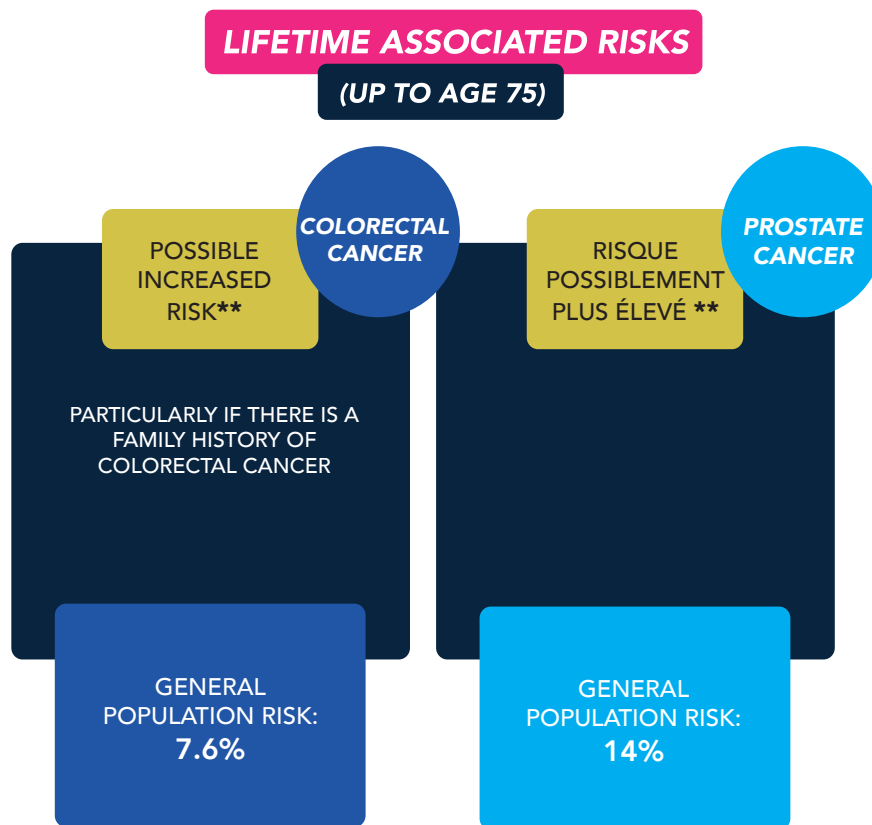 LIFETIME ASSOCIATED RISKS
(UP TO AGE 75)
COLORECTAL
CANCER
POSSIBLE
INCREASED
RISK**
PARTICULARLY IF THERE IS A
FAMILY HISTORY OF
COLORECTAL CANCER
GENERAL
POPULATION RISK:
7.6%
PROSTATE
CANCER
RISQUE
POSSIBLEMENT
PLUS ÉLEVÉ **
GENERAL
POPULATION RISK:
14%